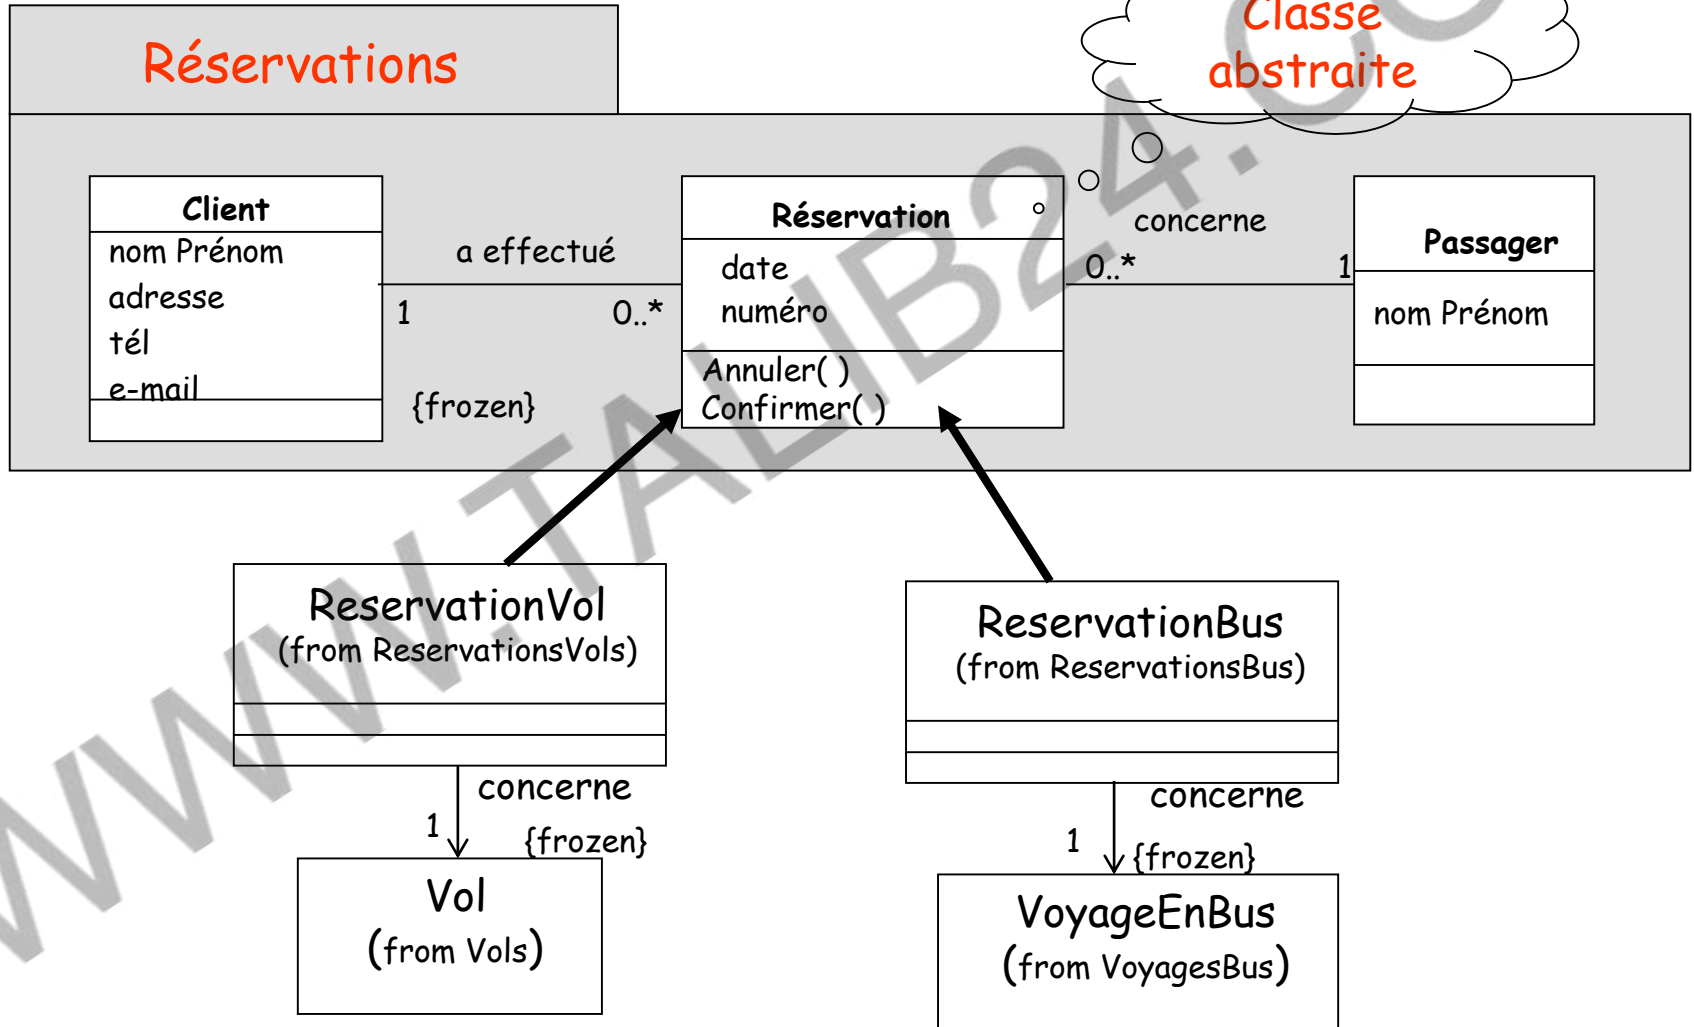 Classe
abstraite
Réservations
Client
nom Prénom
adresse
tél
e-mail
a effectué
1
0..*
{frozen}
Réservation
date
numéro
Annuler( )
Confirmer( )
concerne
0..*
1
Passager
nom Prénom
ReservationVol
(from ReservationsVols)
ReservationBus
(from ReservationsBus)
concerne
1
{frozen}
concerne
1
{frozen}
Vol
(from Vols)
VoyageEnBus
(from VoyagesBus)